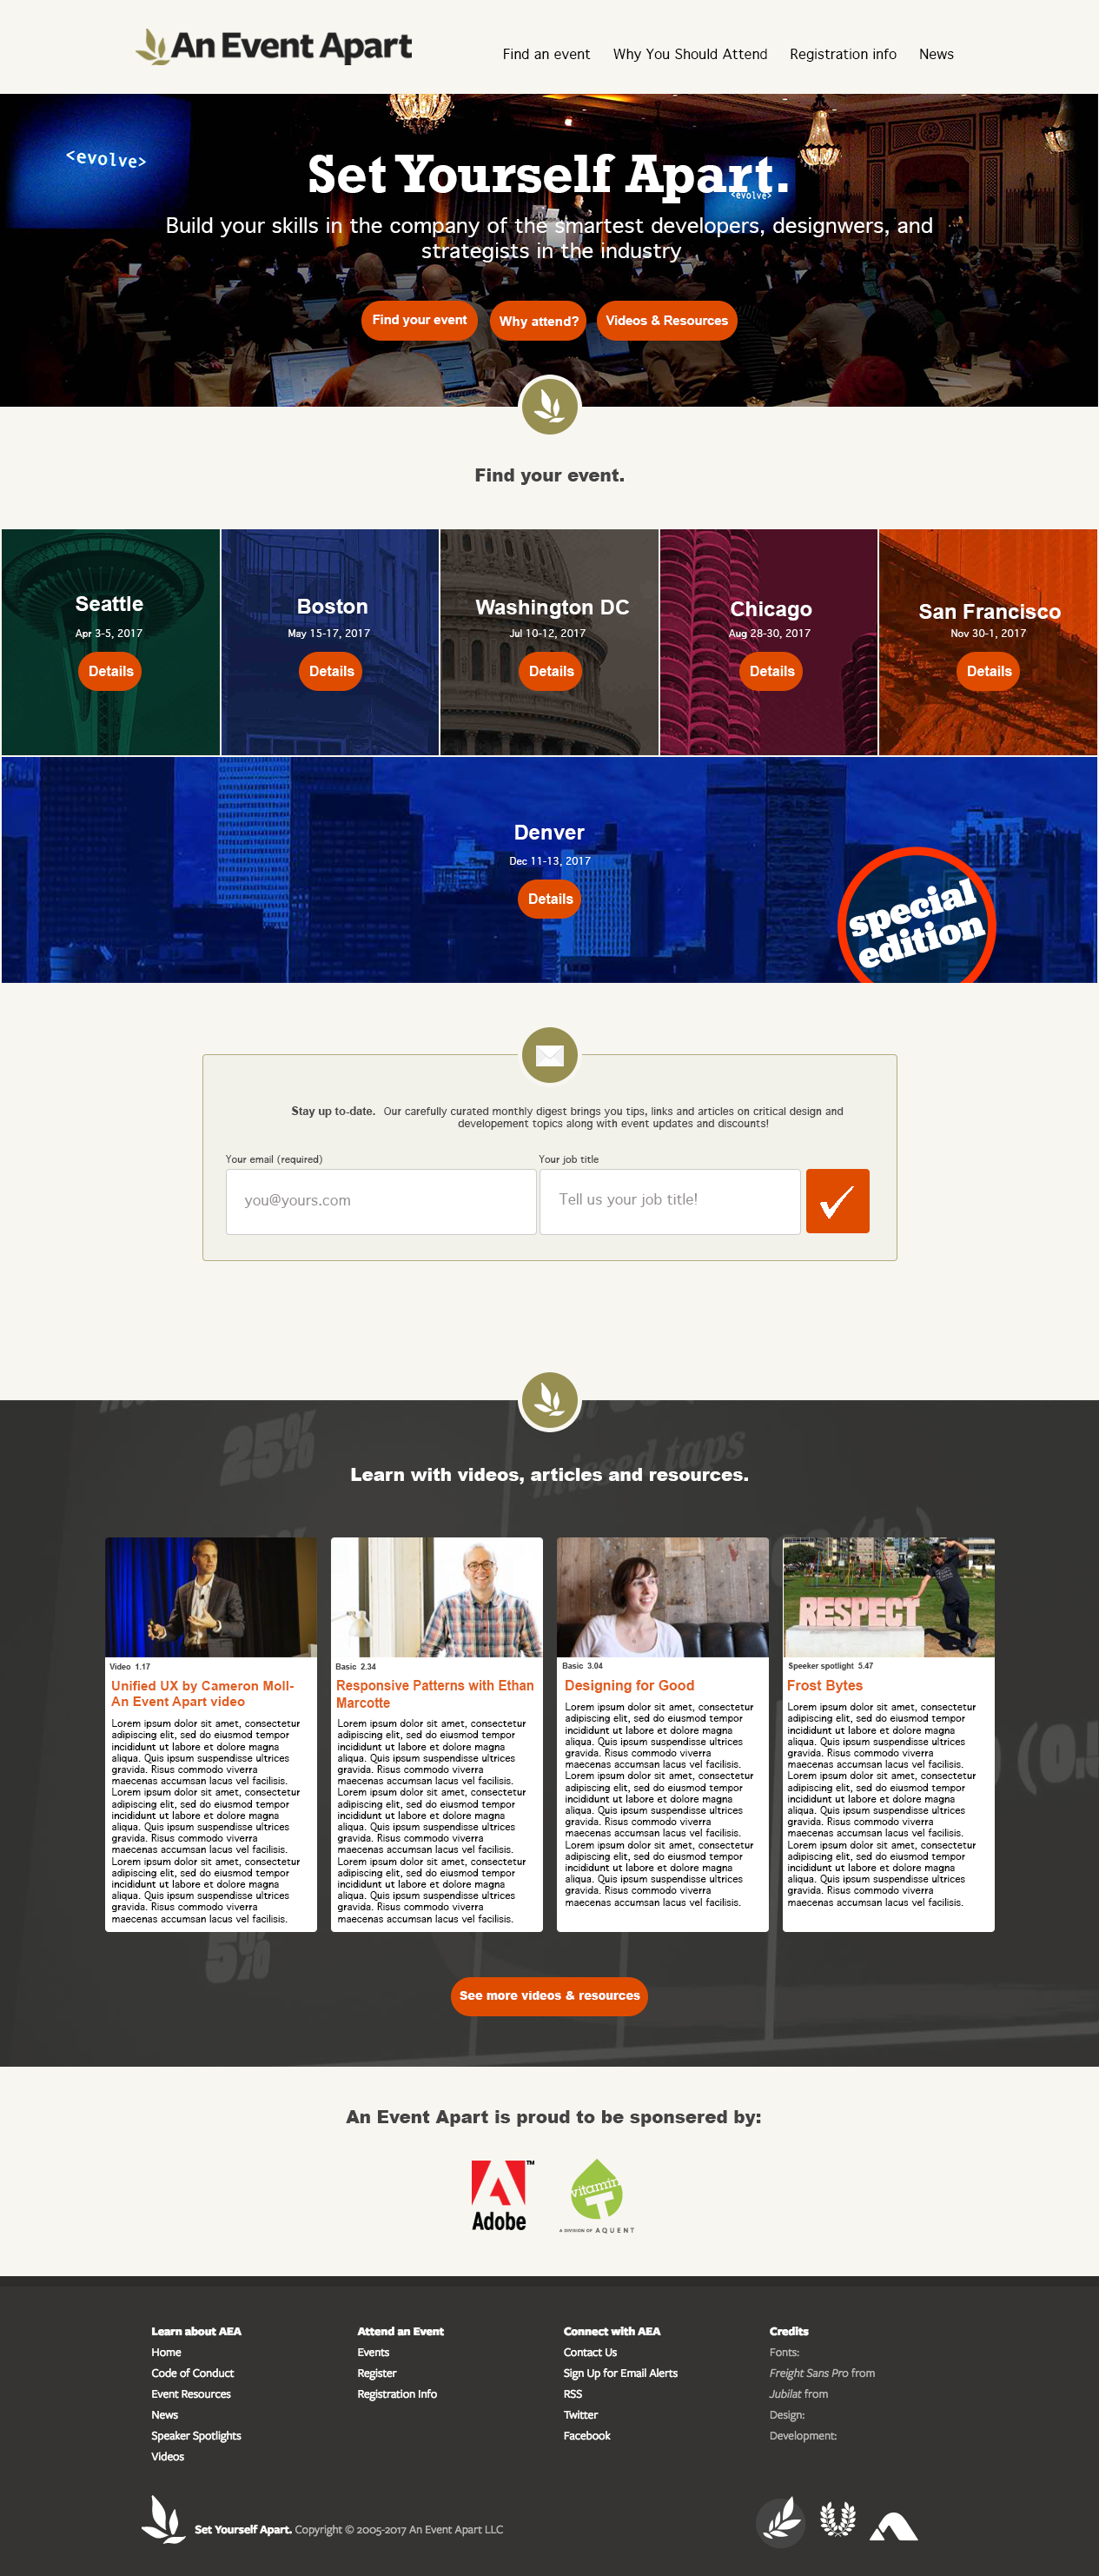 An Event Apart
Find an event Why You Should Attend Registration info News
<evolve>
<evolve>
Set Yourself Apart.
Build your skills in the company of the smartest developers, designwers, and
strategists in the industry
Find your event Why attend? Videos & Resources
Find your event.
Seattle
Apr 3-5, 2017
Details
Boston
May 15-17, 2017
Details
Washington DC
Jul 10-12, 2017
Details
Chicago
Aug 28-30, 2017
Details
San Francisco
Nov 30-1, 2017
Details
Denver
Dec 11-13, 2017
Details
special
edition
Stay up to-date. Our carefully curated monthly digest brings you tips, links and articles on critical design and
developement topics along with event updates and discounts!
Your email (required) Your job title
you@yours.com Tell us your job title!
25%
missed taps
Learn with videos, articles and resources.
RESPECT
Video 1.17
Unified UX by Cameron Moll-
An Event Apart video
Lorem ipsum dolor sit amet, consectetur
adipiscing elit, sed do eiusmod tempor
incididunt ut labore et dolore magna
aliqua. Quis ipsum suspendisse ultrices
gravida. Risus commodo viverra
maecenas accumsan lacus vel facilisis.
Lorem ipsum dolor sit amet, consectetur
adipiscing elit, sed do eiusmod tempor
incididunt ut labore et dolore magna
aliqua. Quis ipsum suspendisse ultrices
gravida. Risus commodo viverra
maecenas accumsan lacus vel facilisis.
Lorem ipsum dolor sit amet, consectetur
adipiscing elit, sed do eiusmod tempor
incididunt ut labore et dolore magna
aliqua. Quis ipsum suspendisse ultrices
gravida. Risus commodo viverra
maecenas accumsan lacus vel facilisis.
Basic 2.34
Responsive Patterns with Ethan
Marcotte
Lorem ipsum dolor sit amet, consectetur
adipiscing elit, sed do eiusmod tempor
incididunt ut labore et dolore magna
aliqua. Quis ipsum suspendisse ultrices
gravida. Risus commodo viverra
maecenas accumsan lacus vel facilisis.
Lorem ipsum dolor sit amet, consectetur
adipiscing elit, sed do eiusmod tempor
incididunt ut labore et dolore magna
aliqua. Quis ipsum suspendisse ultrices
gravida. Risus commodo viverra
maecenas accumsan lacus vel facilisis.
Lorem ipsum dolor sit amet, consectetur
adipiscing elit, sed do eiusmod tempor
incididunt ut labore et dolore magna
aliqua. Quis ipsum suspendisse ultrices
gravida. Risus commodo viverra
maecenas accumsan lacus vel facilisis.
Basic 3.04
Designing for Good
Lorem ipsum dolor sit amet, consectetur
adipiscing elit, sed do eiusmod tempor
incididunt ut labore et dolore magna
aliqua. Quis ipsum suspendisse ultrices
gravida. Risus commodo viverra
maecenas accumsan lacus vel facilisis.
Lorem ipsum dolor sit amet, consectetur
adipiscing elit, sed do eiusmod tempor
incididunt ut labore et dolore magna
aliqua. Quis ipsum suspendisse ultrices
gravida. Risus commodo viverra
maecenas accumsan lacus vel facilisis.
Lorem ipsum dolor sit amet, consectetur
adipiscing elit, sed do eiusmod tempor
incididunt ut labore et dolore magna
aliqua. Quis ipsum suspendisse ultrices
gravida. Risus commodo viverra
maecenas accumsan lacus vel facilisis.
Speeker spotlight 5.47
Frost Bytes
Lorem ipsum dolor sit amet, consectetur
adipiscing elit, sed do eiusmod tempor
incididunt ut labore et dolore magna
aliqua. Quis ipsum suspendisse ultrices
gravida. Risus commodo viverra
maecenas accumsan lacus vel facilisis.
Lorem ipsum dolor sit amet, consectetur
adipiscing elit, sed do eiusmod tempor
incididunt ut labore et dolore magna
aliqua. Quis ipsum suspendisse ultrices
gravida. Risus commodo viverra
maecenas accumsan lacus vel facilisis.
Lorem ipsum dolor sit amet, consectetur
adipiscing elit, sed do eiusmod tempor
incididunt ut labore et dolore magna
aliqua. Quis ipsum suspendisse ultrices
gravida. Risus commodo viverra
maecenas accumsan lacus vel facilisis.
5%
See more videos & resources
An Event Apart is proud to be sponsered by:
Adobe
TM
vitamin
T
A DIVISION OF AQUENT
Learn about AEA
Home
Code of Conduct
Event Resources
News
Speaker Spotlights
Videos
Attend an Event
Events
Register
Registration Info
Connect with AEA
Contact Us
Sign Up for Email Alerts
RSS
Twitter
Facebook
Credits
Fonts:
Freight Sans Pro from
Jubilat from
Design:
Development:
Set Yourself Apart. Copyright © 2005-2017 An Event Apart LLC